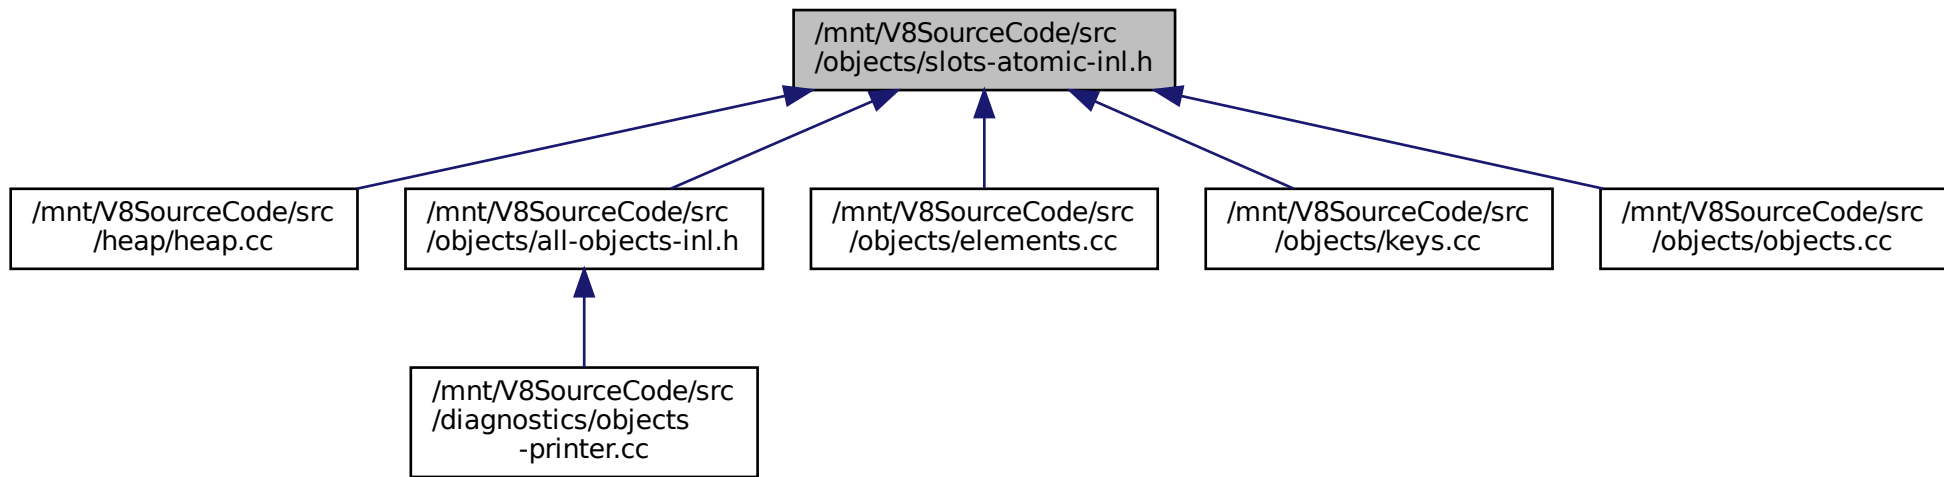 /mnt/V8SourceCode/src
/objects/slots-atomic-inl.h
/mnt/V8SourceCode/src
/heap/heap.cc
/mnt/V8SourceCode/src
/objects/all-objects-inl.h
/mnt/V8SourceCode/src
/objects/elements.cc
/mnt/V8SourceCode/src
/objects/keys.cc
/mnt/V8SourceCode/src
/objects/objects.cc
/mnt/V8SourceCode/src
/diagnostics/objects
-printer.cc